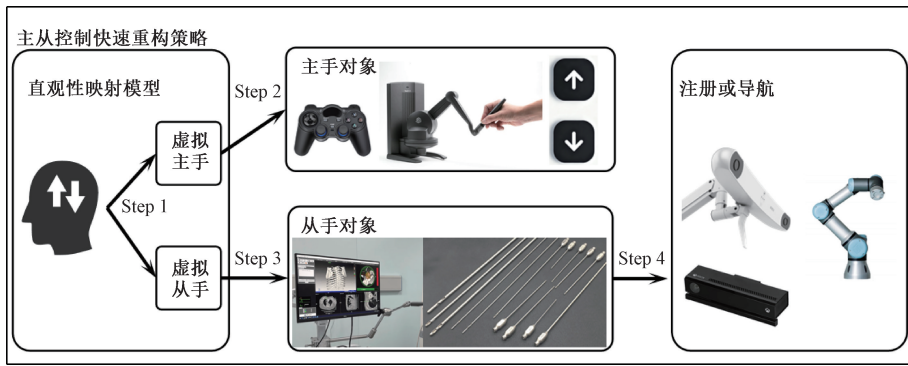 主从控制快速重构策略
直观性映射模型
虚拟
主手
Step 1
虚拟
从手
Step 2
主手对象
Step 3
从手对象
Step 4
注册或导航